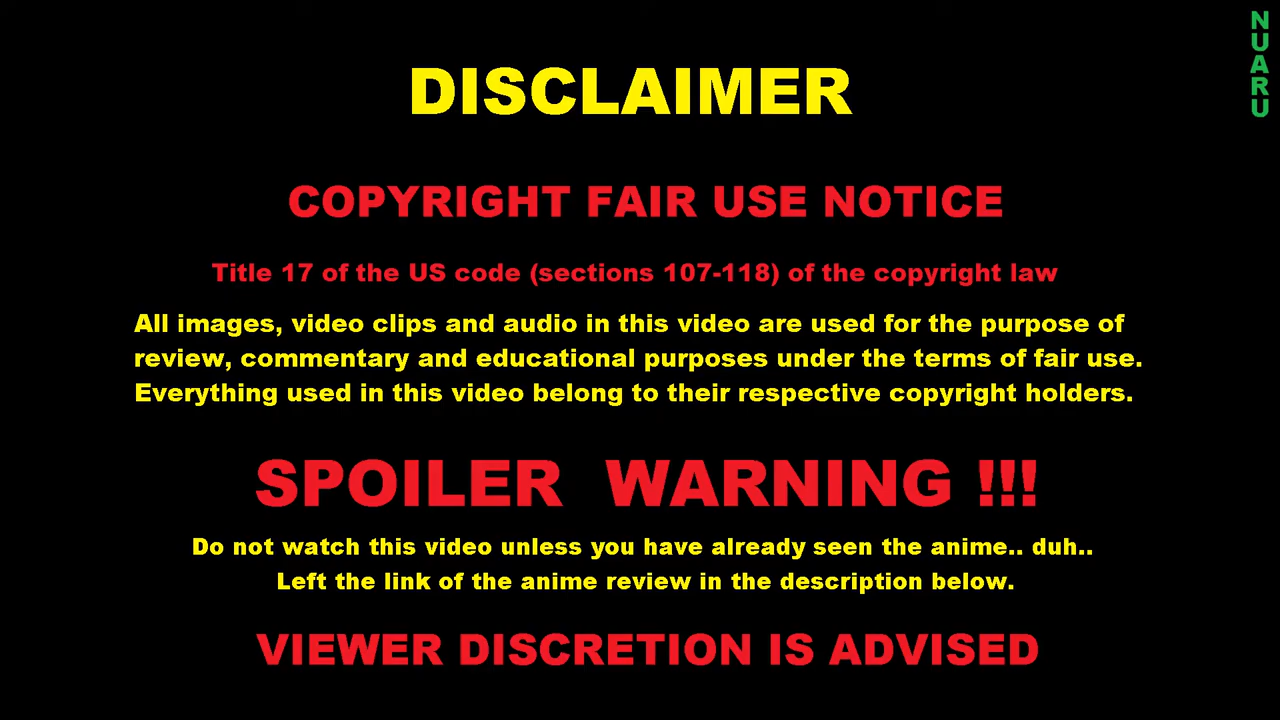 DISCLAIMER
NUARU
COPYRIGHT FAIR USE NOTICE
Title 17 of the US code (sections 107-118) of the copyright law
All images, video clips and audio in this video are used for the purpose of
review, commentary and educational purposes under the terms of fair use.
Everything used in this video belong to their respective copyright holders.
SPOILER WARNING !!!
Do not watch this video unless you have already seen the anime.. duh..
Left the link of the anime review in the description below.
VIEWER DISCRETION IS ADVISED